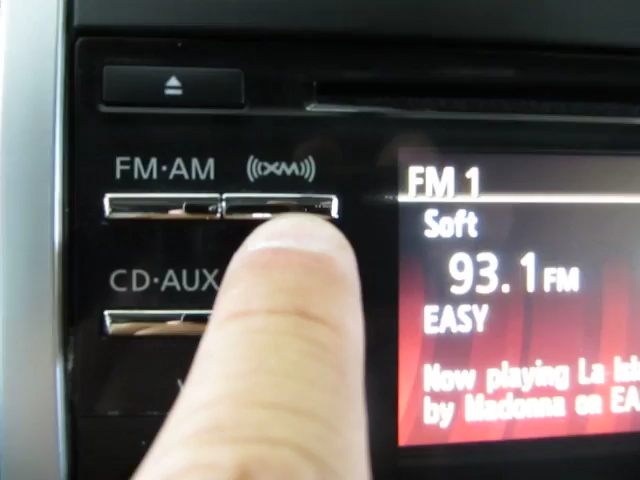 FM·AM
((XM))
CD·AUX
FM 1
Soft
93.1 FM
EASY
Now playing La Isl
by Madonna on EA